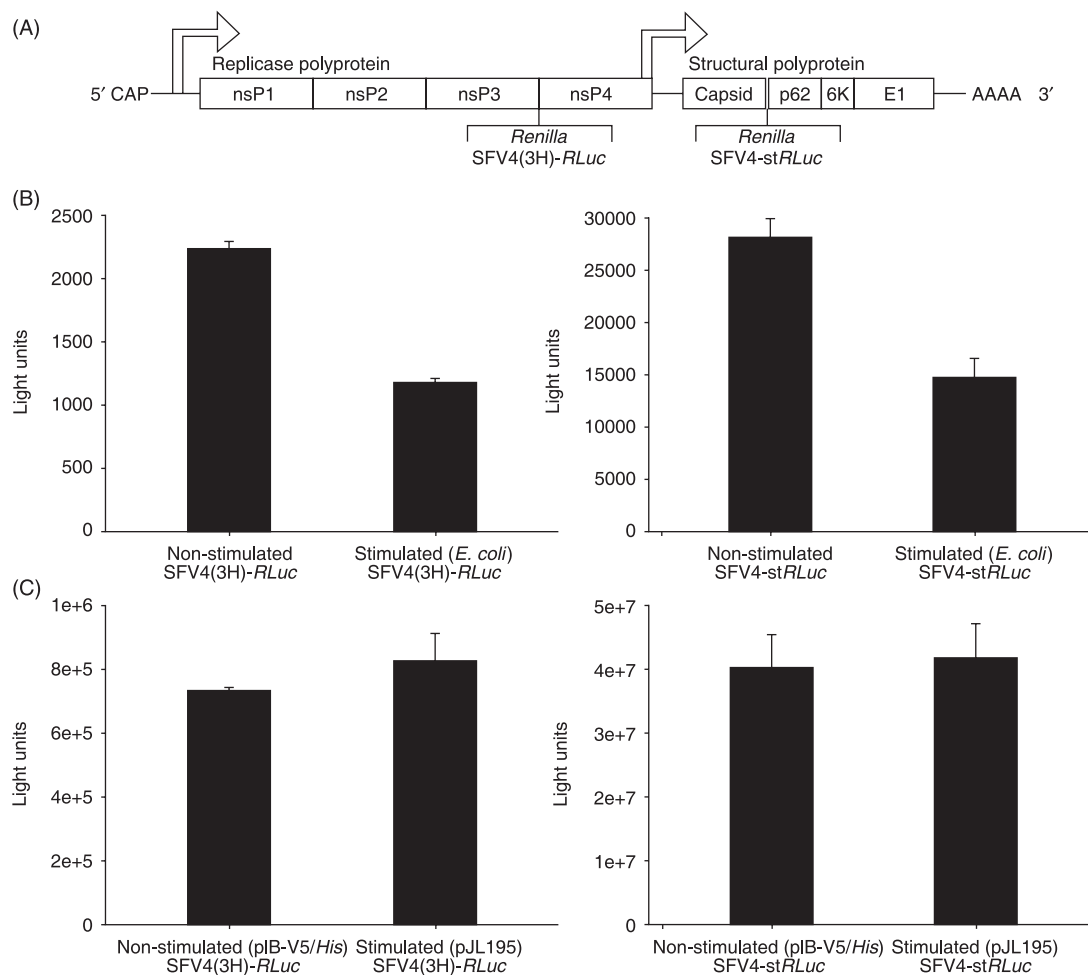 (A)
Replicase polyprotein
Structural polyprotein
5′ CAP
nsP1
nsP2
nsP3
nsP4
Capsid
p62
6K
E1
AAAA 3′
Renilla
SFV4(3H)-RLuc
Renilla
SFV4-stRLuc
(B)
Light units
2500
2000
1500
1000
500
0
Non-stimulated
SFV4(3H)-RLuc
Stimulated (E. coli)
SFV4(3H)-RLuc
Light units
30000
25000
20000
15000
10000
5000
0
Non-stimulated
SFV4-stRLuc
Stimulated (E. coli)
SFV4-stRLuc
(C)
Light units
1e+6
8e+5
6e+5
4e+5
2e+5
0
Non-stimulated (pIB-V5/His)
SFV4(3H)-RLuc
Stimulated (pJL195)
SFV4(3H)-RLuc
Light units
5e+7
4e+7
3e+7
2e+7
1e+7
0
Non-stimulated (pIB-V5/His)
SFV4-stRLuc
Stimulated (pJL195)
SFV4-stRLuc